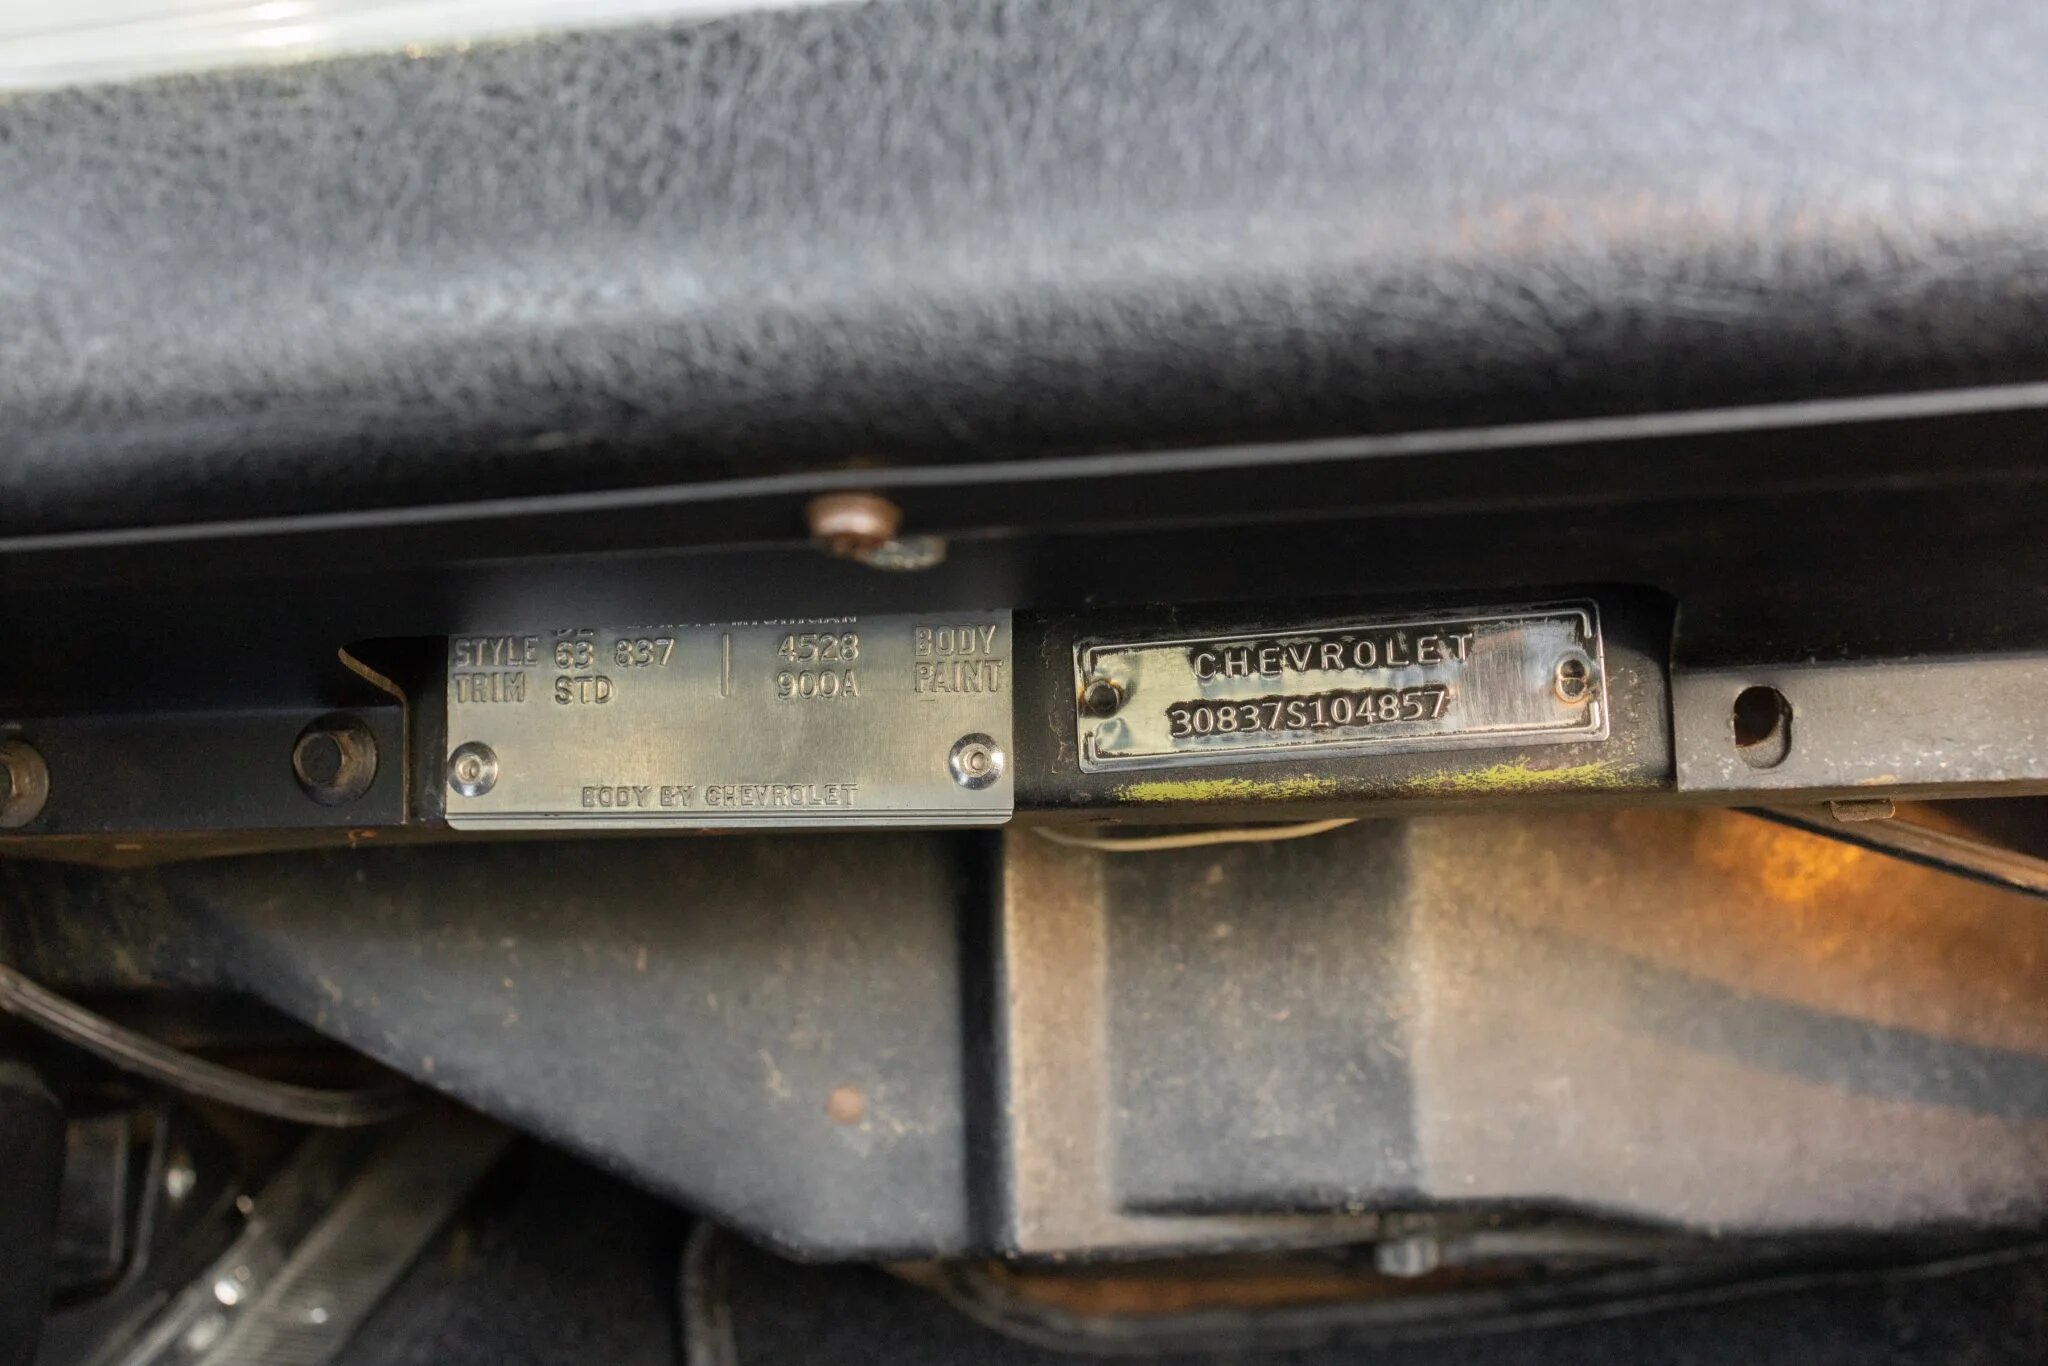 STYLE 63 837 | 4528 BODY
TRIM STD 900A PAINT
BODY BY CHEVROLET
CHEVROLET
30837S104857